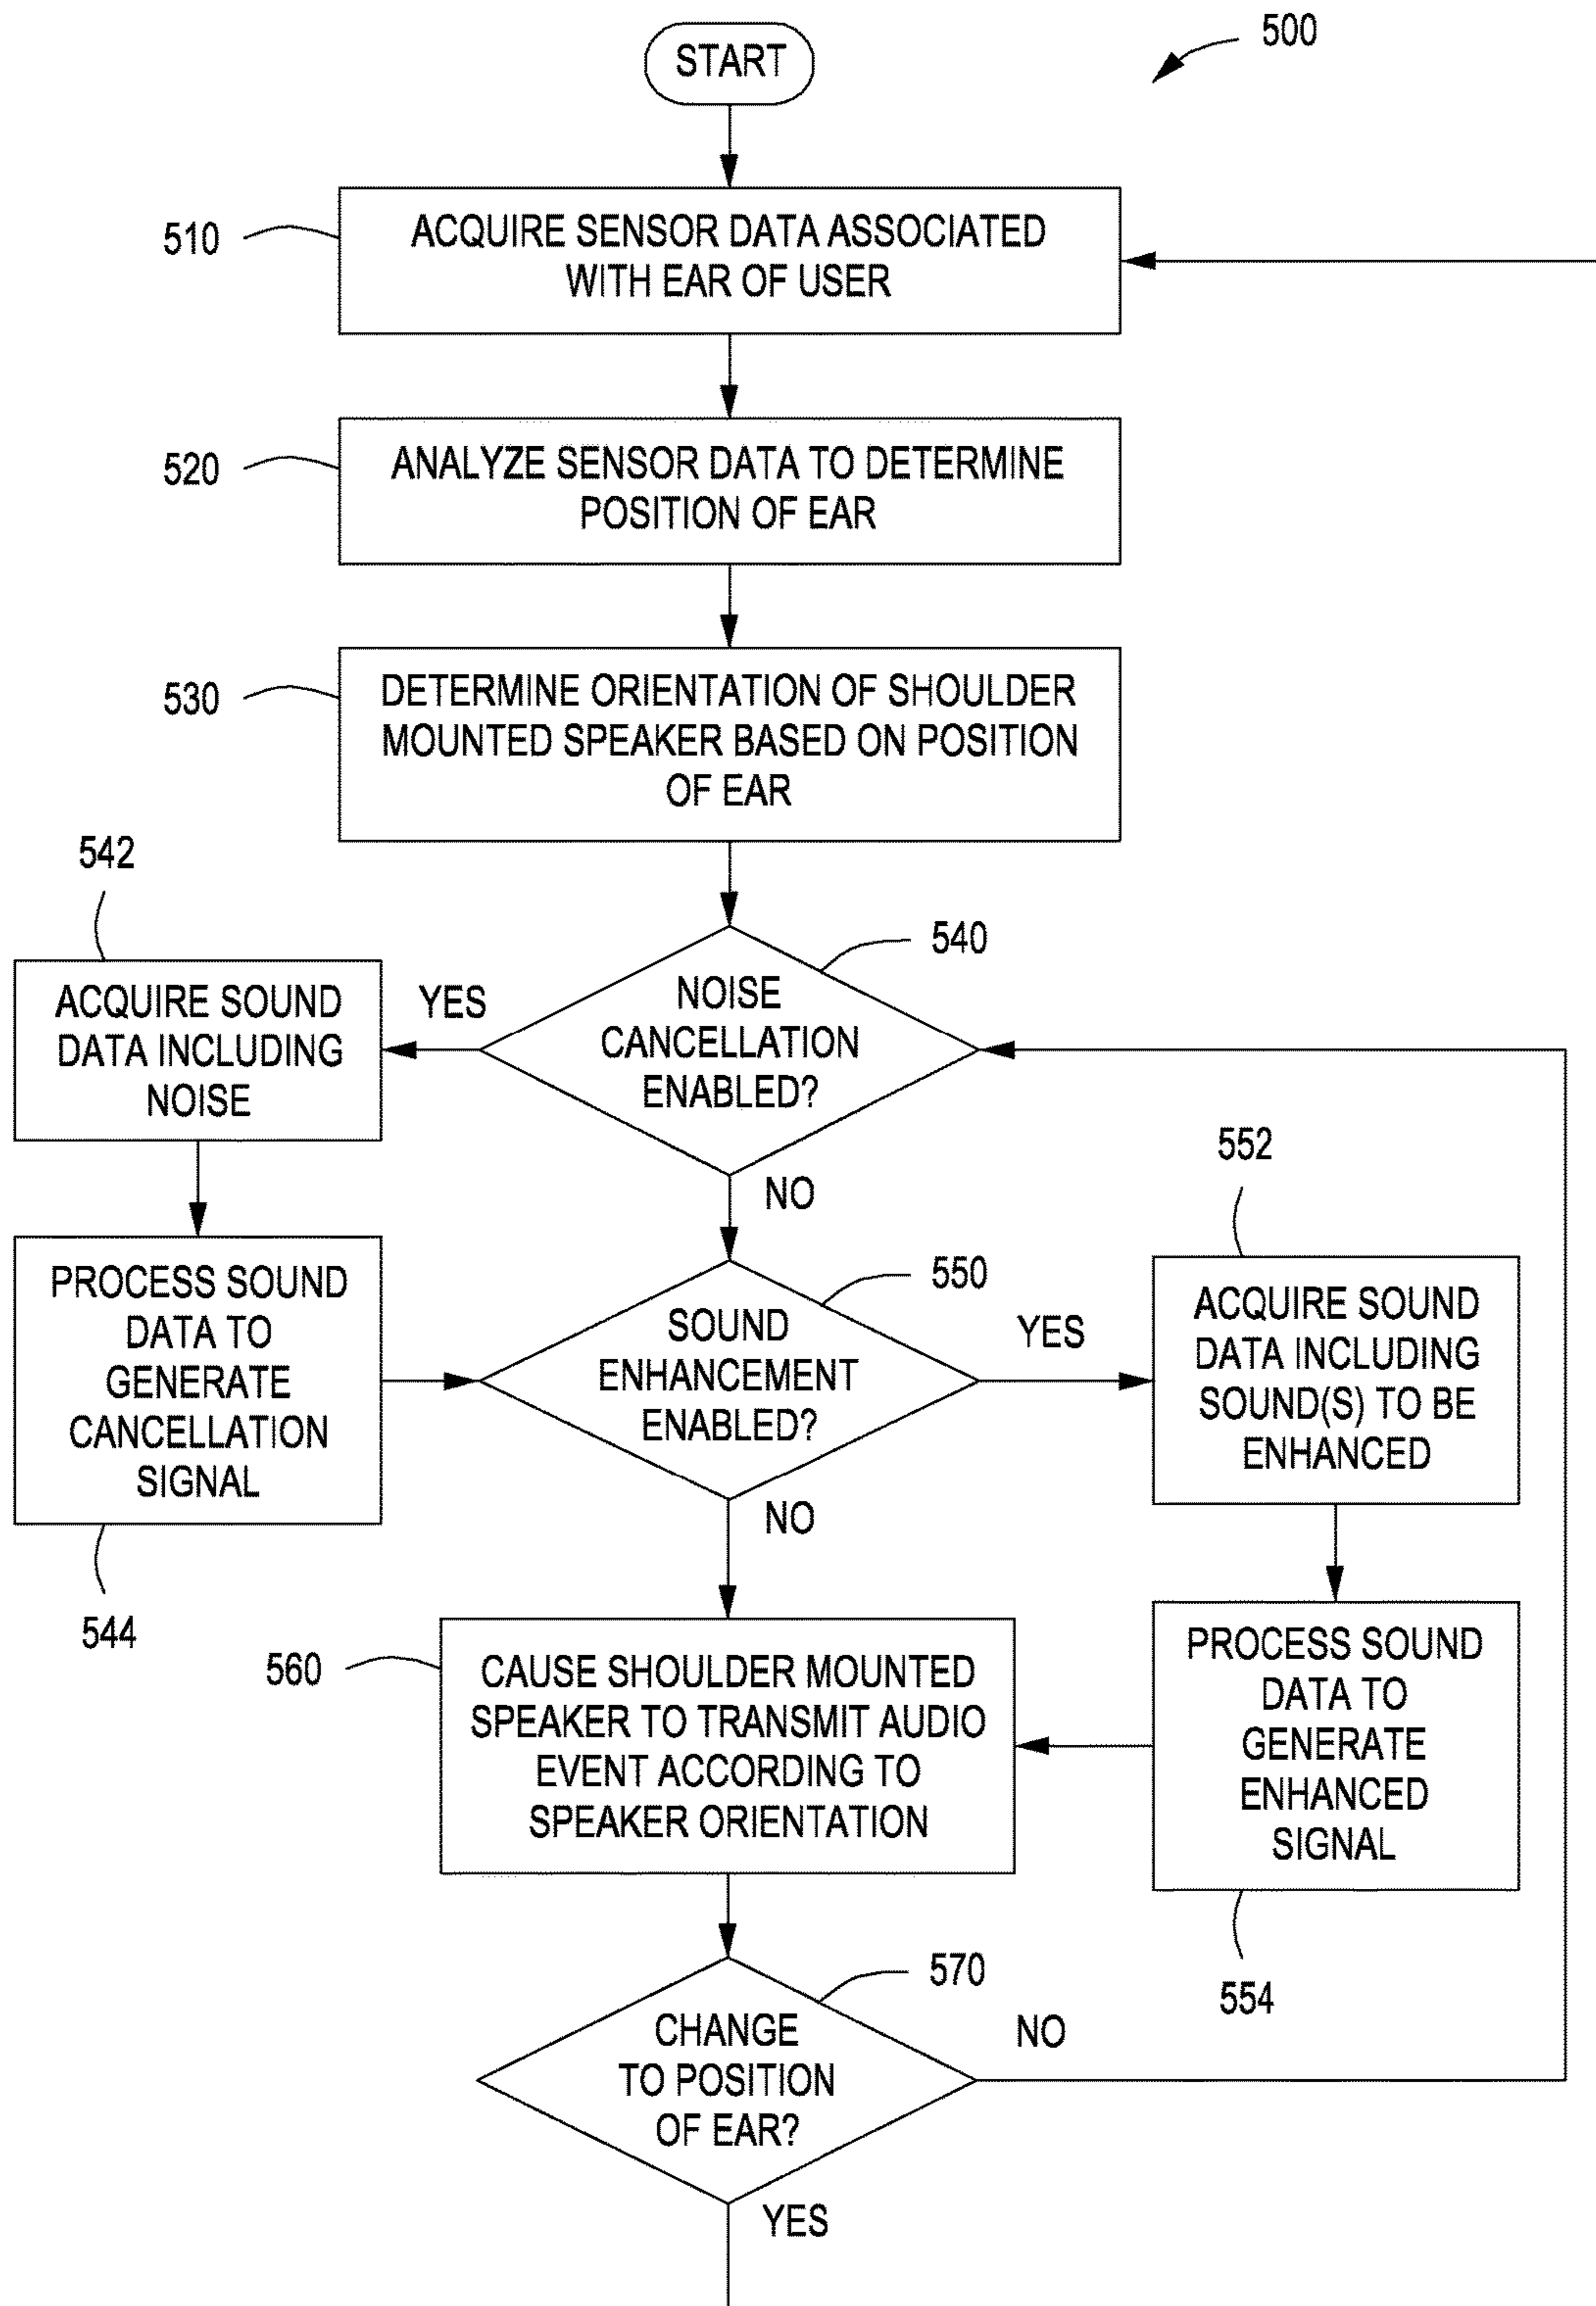 START
500
510
ACQUIRE SENSOR DATA ASSOCIATED
WITH EAR OF USER
520
ANALYZE SENSOR DATA TO DETERMINE
POSITION OF EAR
530
DETERMINE ORIENTATION OF SHOULDER
MOUNTED SPEAKER BASED ON POSITION
OF EAR
542
540
ACQUIRE SOUND
DATA INCLUDING
NOISE
YES
NOISE
CANCELLATION
ENABLED?
NO
552
550
PROCESS SOUND
DATA TO
GENERATE
CANCELLATION
SIGNAL
SOUND
ENHANCEMENT
ENABLED?
YES
ACQUIRE SOUND
DATA INCLUDING
SOUND(S) TO BE
ENHANCED
NO
544
560
CAUSE SHOULDER MOUNTED
SPEAKER TO TRANSMIT AUDIO
EVENT ACCORDING TO
SPEAKER ORIENTATION
PROCESS SOUND
DATA TO
GENERATE
ENHANCED
SIGNAL
570
554
CHANGE
TO POSITION
OF EAR?
NO
YES